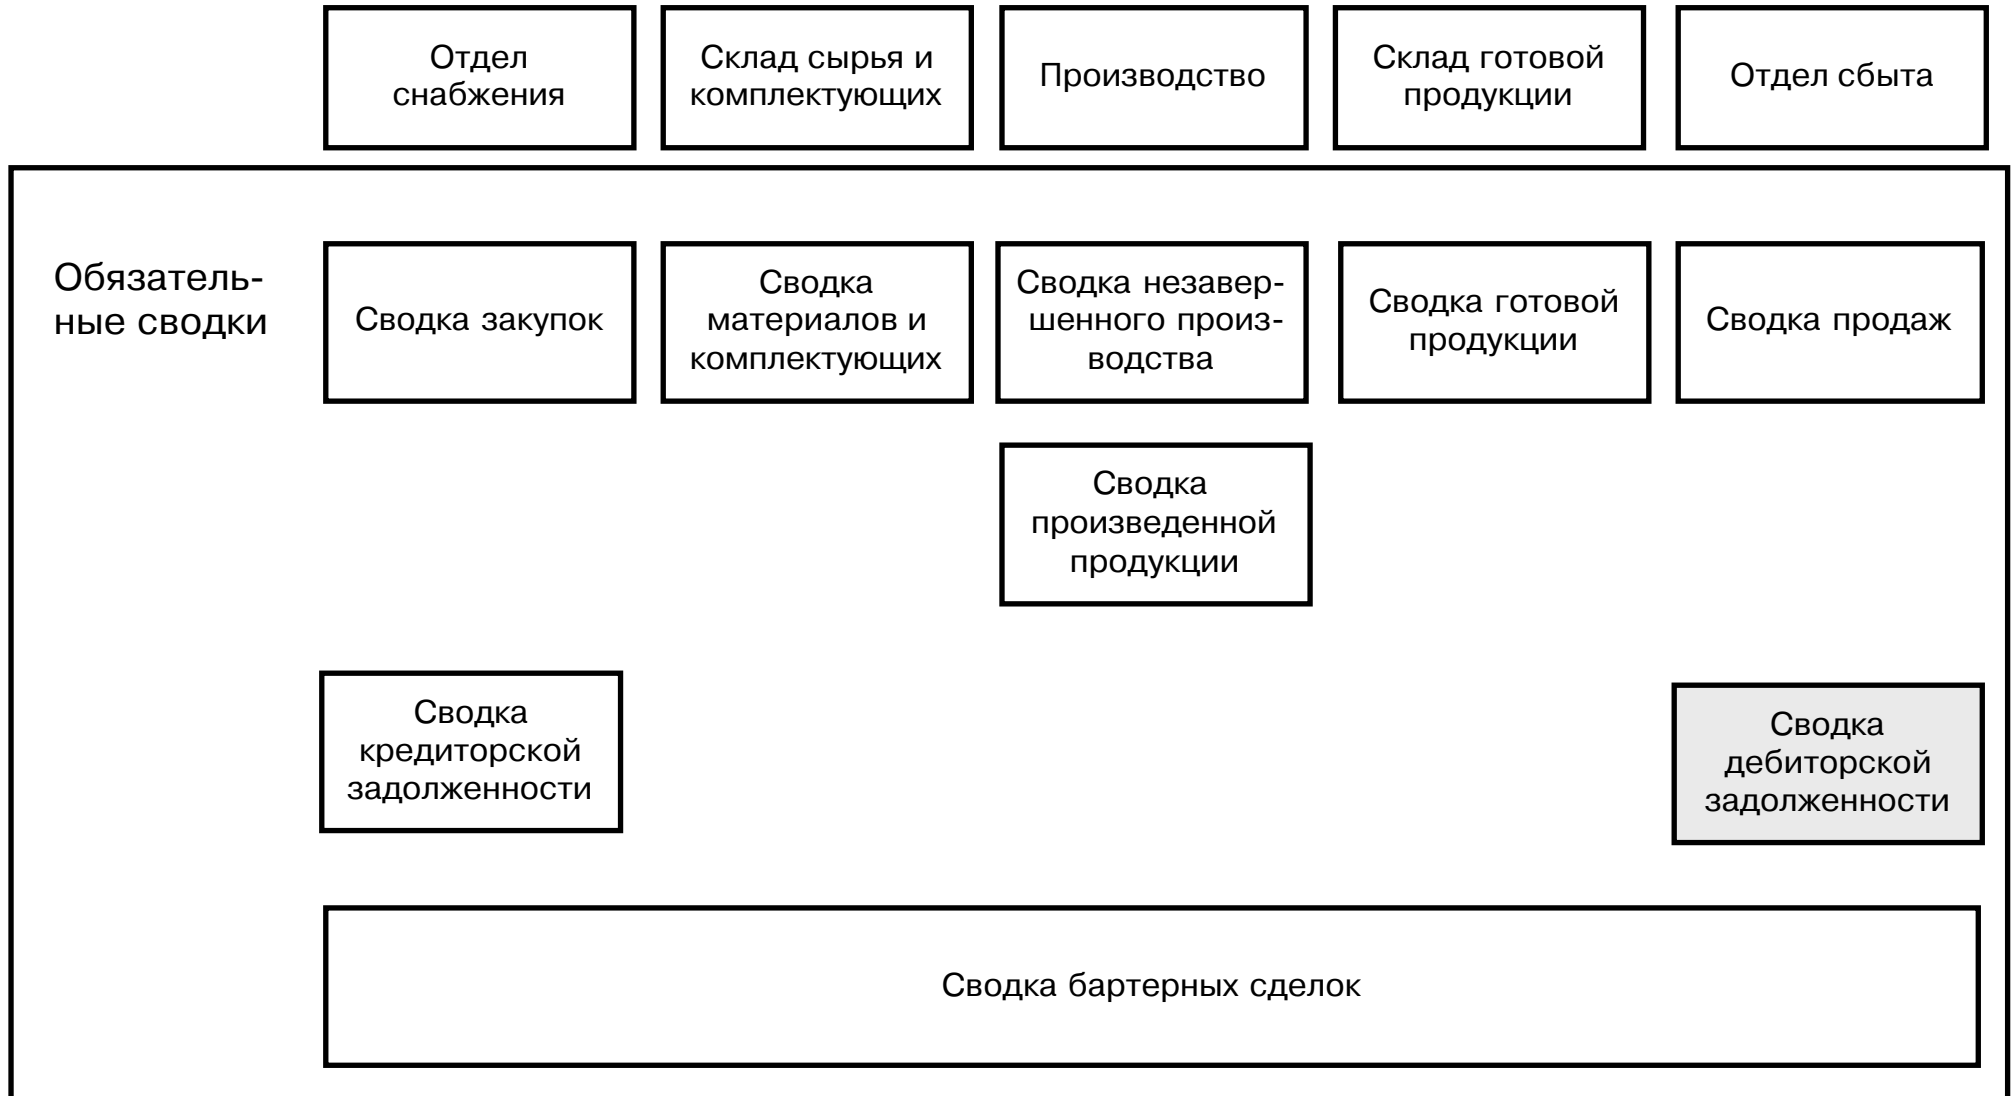 Отдел
снабжения
Склад сырья и
комплектующих
Производство
Склад готовой
продукции
Отдел сбыта
Обязатель-
ные сводки
Сводка закупок
Сводка
материалов и
комплектующих
Сводка незавер-
шенного произ-
водства
Сводка готовой
продукции
Сводка продаж
Сводка
произведенной
продукции
Сводка
кредиторской
задолженности
Сводка
дебиторской
задолженности
Сводка бартерных сделок